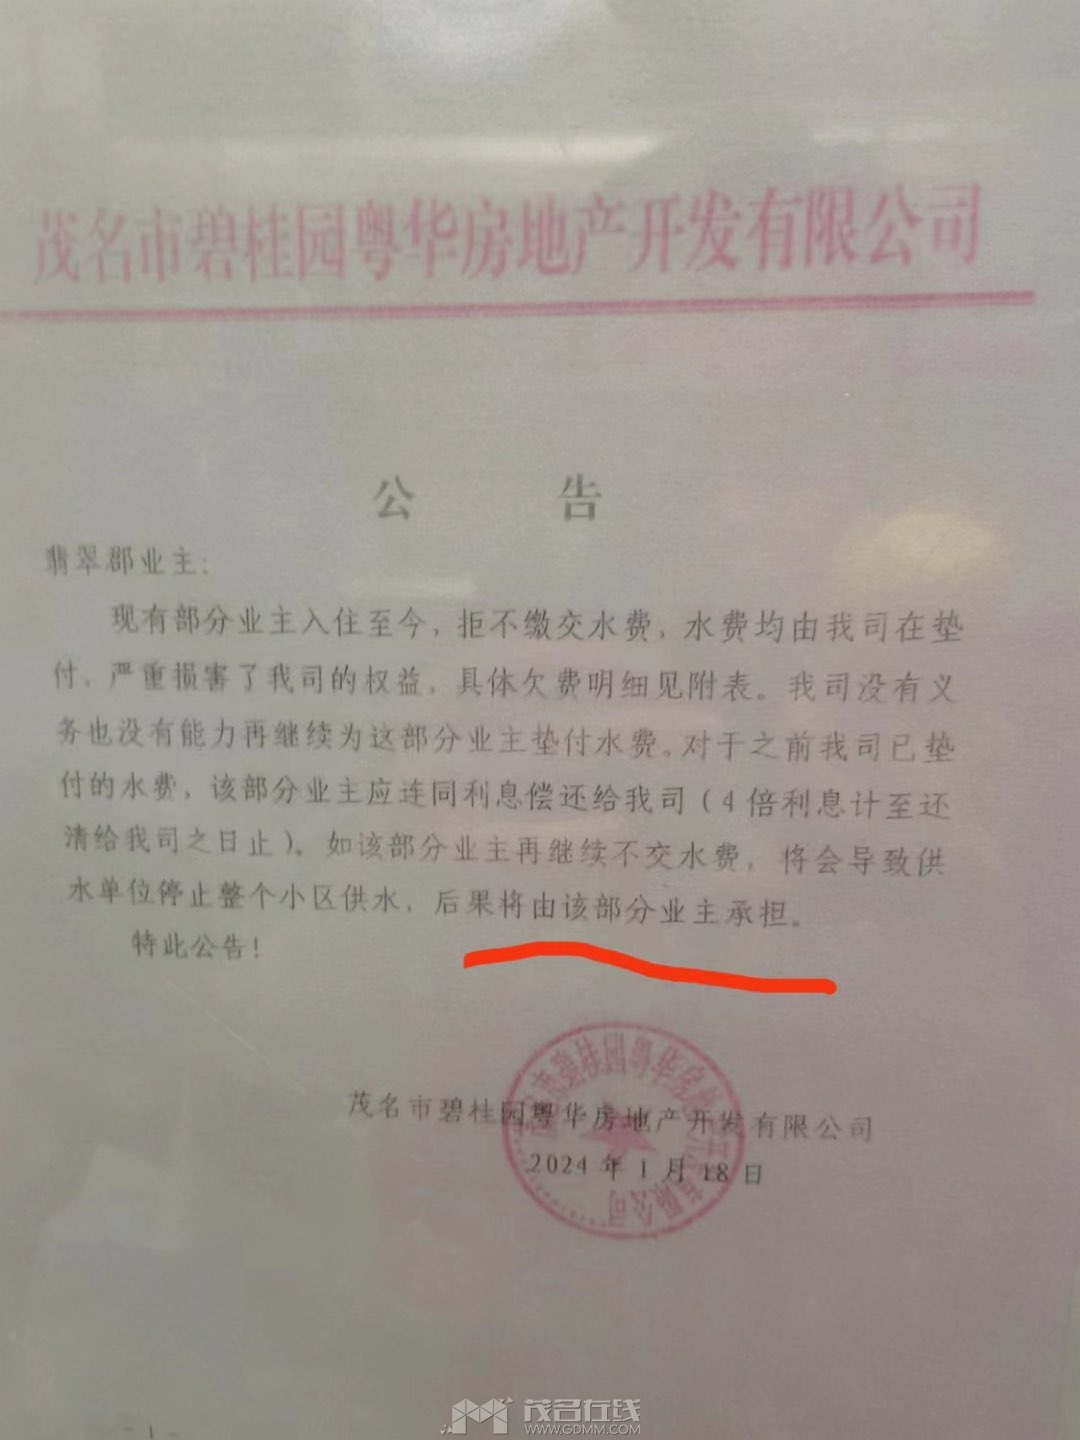 茂名市碧桂园粤华房地产开发有限公司
公 告
翡翠郡业主：
现有部分业主入住至今，拒不缴交水费，水费均由我司在垫
付，严重损害了我司的权益，具体欠费明细见附表。我司没有义
务也没有能力再继续为这部分业主垫付水费。对于之前我司已垫
付的水费，该部分业主应连同利息偿还给我司（4倍利息计至还
清给我司之日止）。如该部分业主再继续不交水费，将会导致供
水单位停止整个小区供水，后果将由该部分业主承担。
特此公告！
茂名市碧桂园粤华房地产开发有限公司
2024年1月18日
- 1 -
茂名在线
WWW.GDMM.COM